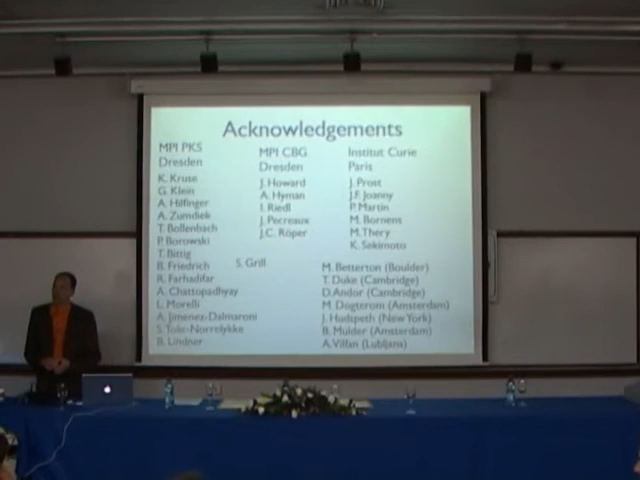 Acknowledgements
MPI PKS
Dresden
K. Kruse
G. Klein
A. Hilfinger
A. Zumdiek
T. Bollenbach
P. Borowski
T. Bittig
B. Friedrich
R. Farhadifar
A. Chattopadhyay
L. Morelli
A. Jimenez-Dalmaroni
S. Tolic-Norrelykke
B. Lindner
MPI CBG
Dresden
J. Howard
A. Hyman
I. Riedl
J. Pecreaux
J.C. Röper
S. Grill
Institut Curie
Paris
J. Prost
J.F. Joanny
P. Martin
M. Bornens
M. Thery
K. Sekimoto
M. Betterton (Boulder)
T. Duke (Cambridge)
D. Andor (Cambridge)
M. Dogterom (Amsterdam)
J. Hudspeth (New York)
B. Mulder (Amsterdam)
A. Vilfan (Lubljana)